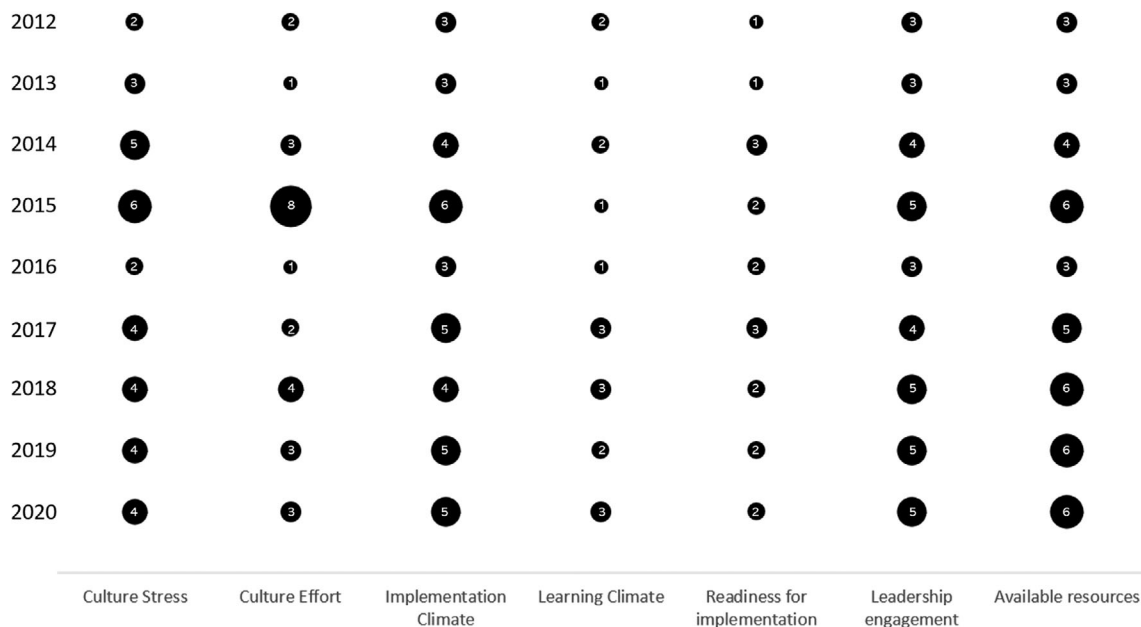 2012 2 2 3 2 1 3 3
2013 3 1 3 1 1 3 3
2014 5 3 4 2 3 4 4
2015 6 8 6 1 2 5 6
2016 2 1 3 1 2 3 3
2017 4 2 5 3 3 4 5
2018 4 4 4 3 2 5 6
2019 4 3 5 2 2 5 6
2020 4 3 5 3 2 5 6
Culture Stress Culture Effort Implementation Learning Climate Readiness for Leadership Available resources
Climate implementation engagement